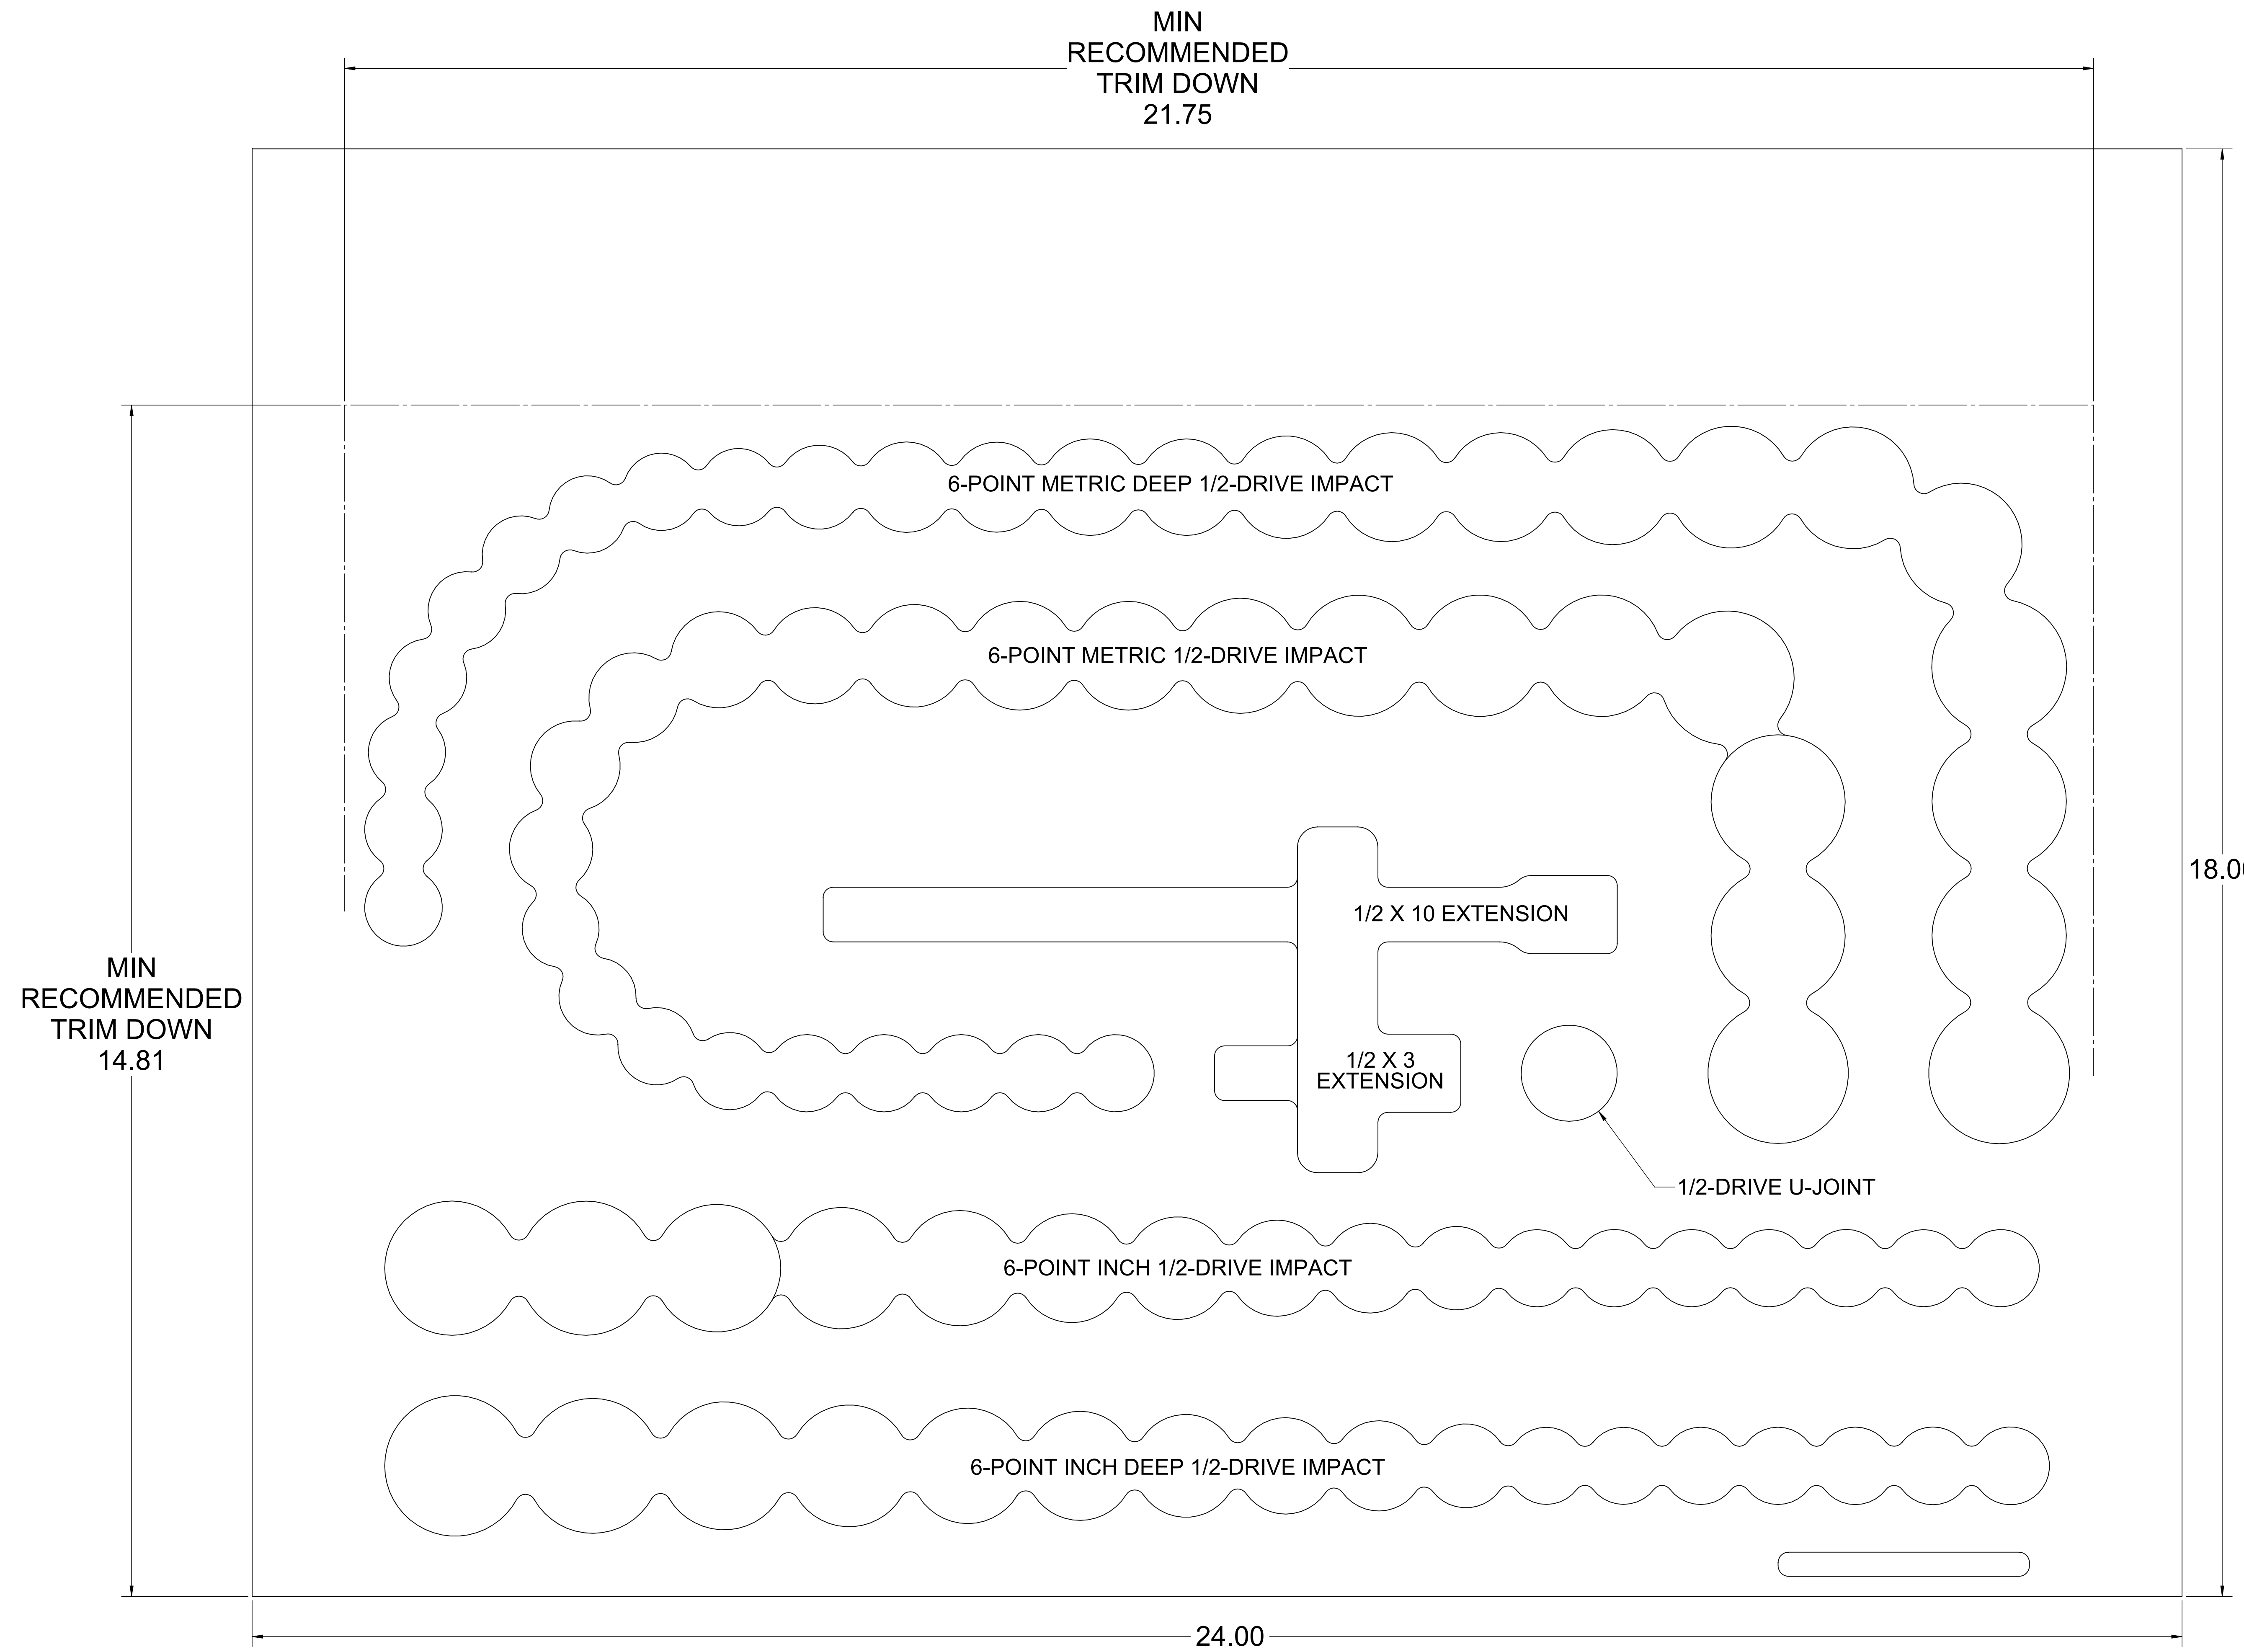 MIN
RECOMMENDED
TRIM DOWN
21.75
6-POINT METRIC DEEP 1/2-DRIVE IMPACT
6-POINT METRIC 1/2-DRIVE IMPACT
18.00
1/2 X 10 EXTENSION
MIN
RECOMMENDED
TRIM DOWN
14.81
1/2 X 3
EXTENSION
1/2-DRIVE U-JOINT
6-POINT INCH 1/2-DRIVE IMPACT
6-POINT INCH DEEP 1/2-DRIVE IMPACT
24.00